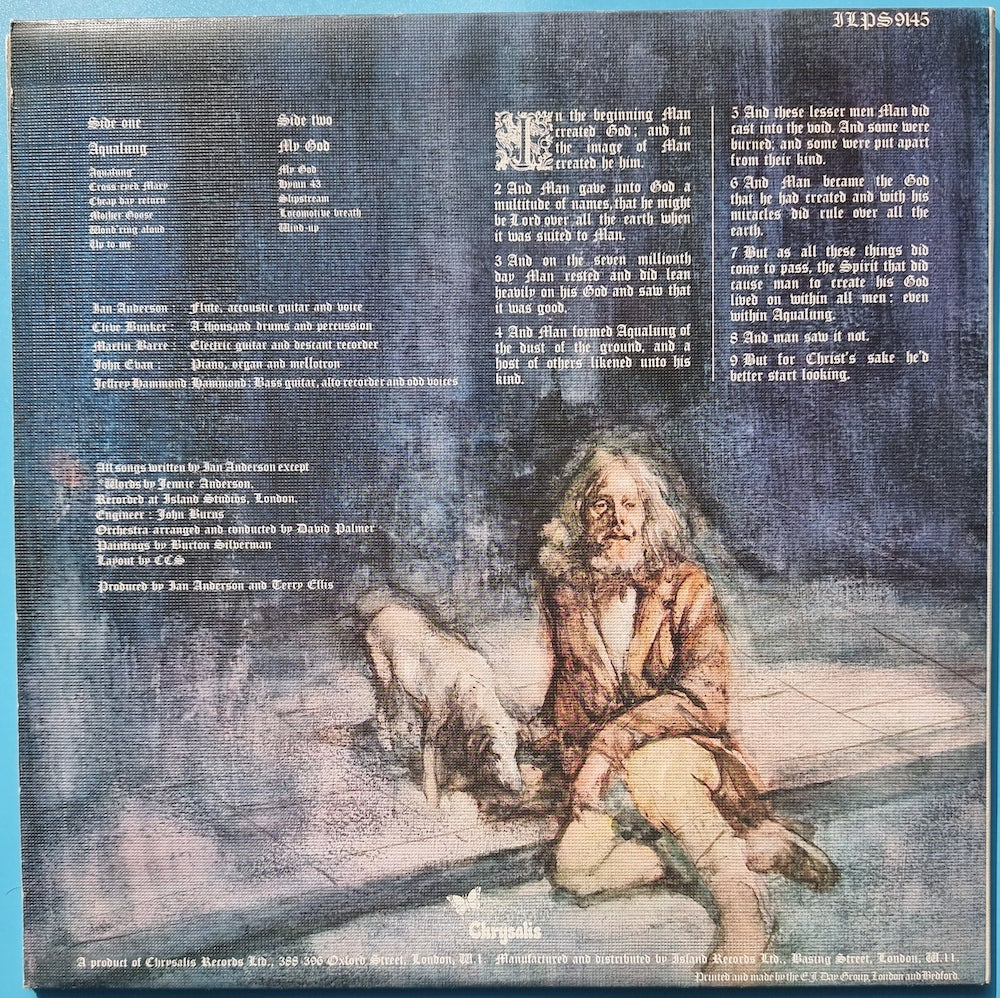 ILPS 9145
Side one
Aqualung
Aqualung*
Cross-eyed Mary
Cheap day return
Mother Goose
Wond'ring aloud
Up to me
Side two
My God
My God
Hymn 43
Slipstream
Locomotive breath
Wind-up
Ian Anderson : Flute, accoustic guitar and voice
Clive Bunker : A thousand drums and percussion
Martin Barre : Electric guitar and descant recorder
John Evan : Piano, organ and mellotron
Jeffrey Hammond-Hammond : Bass guitar, alto recorder and odd voices
All songs written by Ian Anderson except
*Words by Jennie Anderson.
Recorded at Island Studios, London.
Engineer : John Burns
Orchestra arranged and conducted by David Palmer
Paintings by Burton Silverman
Layout by CCS
Produced by Ian Anderson and Terry Ellis
In the beginning Man
created God; and in
the image of Man
created he him.
2 And Man gave unto God a
multitude of names, that he might
be Lord over all the earth when
it was suited to Man.
3 And on the seven millionth
day Man rested and did lean
heavily on his God and saw that
it was good.
4 And Man formed Aqualung of
the dust of the ground, and a
host of others likened unto his
kind.
5 And these lesser men Man did
cast into the void. And some were
burned; and some were put apart
from their kind.
6 And Man became the God
that he had created and with his
miracles did rule over all the
earth.
7 But as all these things did
come to pass, the Spirit that did
cause man to create his God
lived on within all men : even
within Aqualung.
8 And man saw it not.
9 But for Christ's sake he'd
better start looking.
Chrysalis
A product of Chrysalis Records Ltd., 388-396 Oxford Street, London, W.1. Manufactured and distributed by Island Records Ltd., Basing Street, London, W.11.
Printed and made by the E.J. Day Group, London and Bedford.